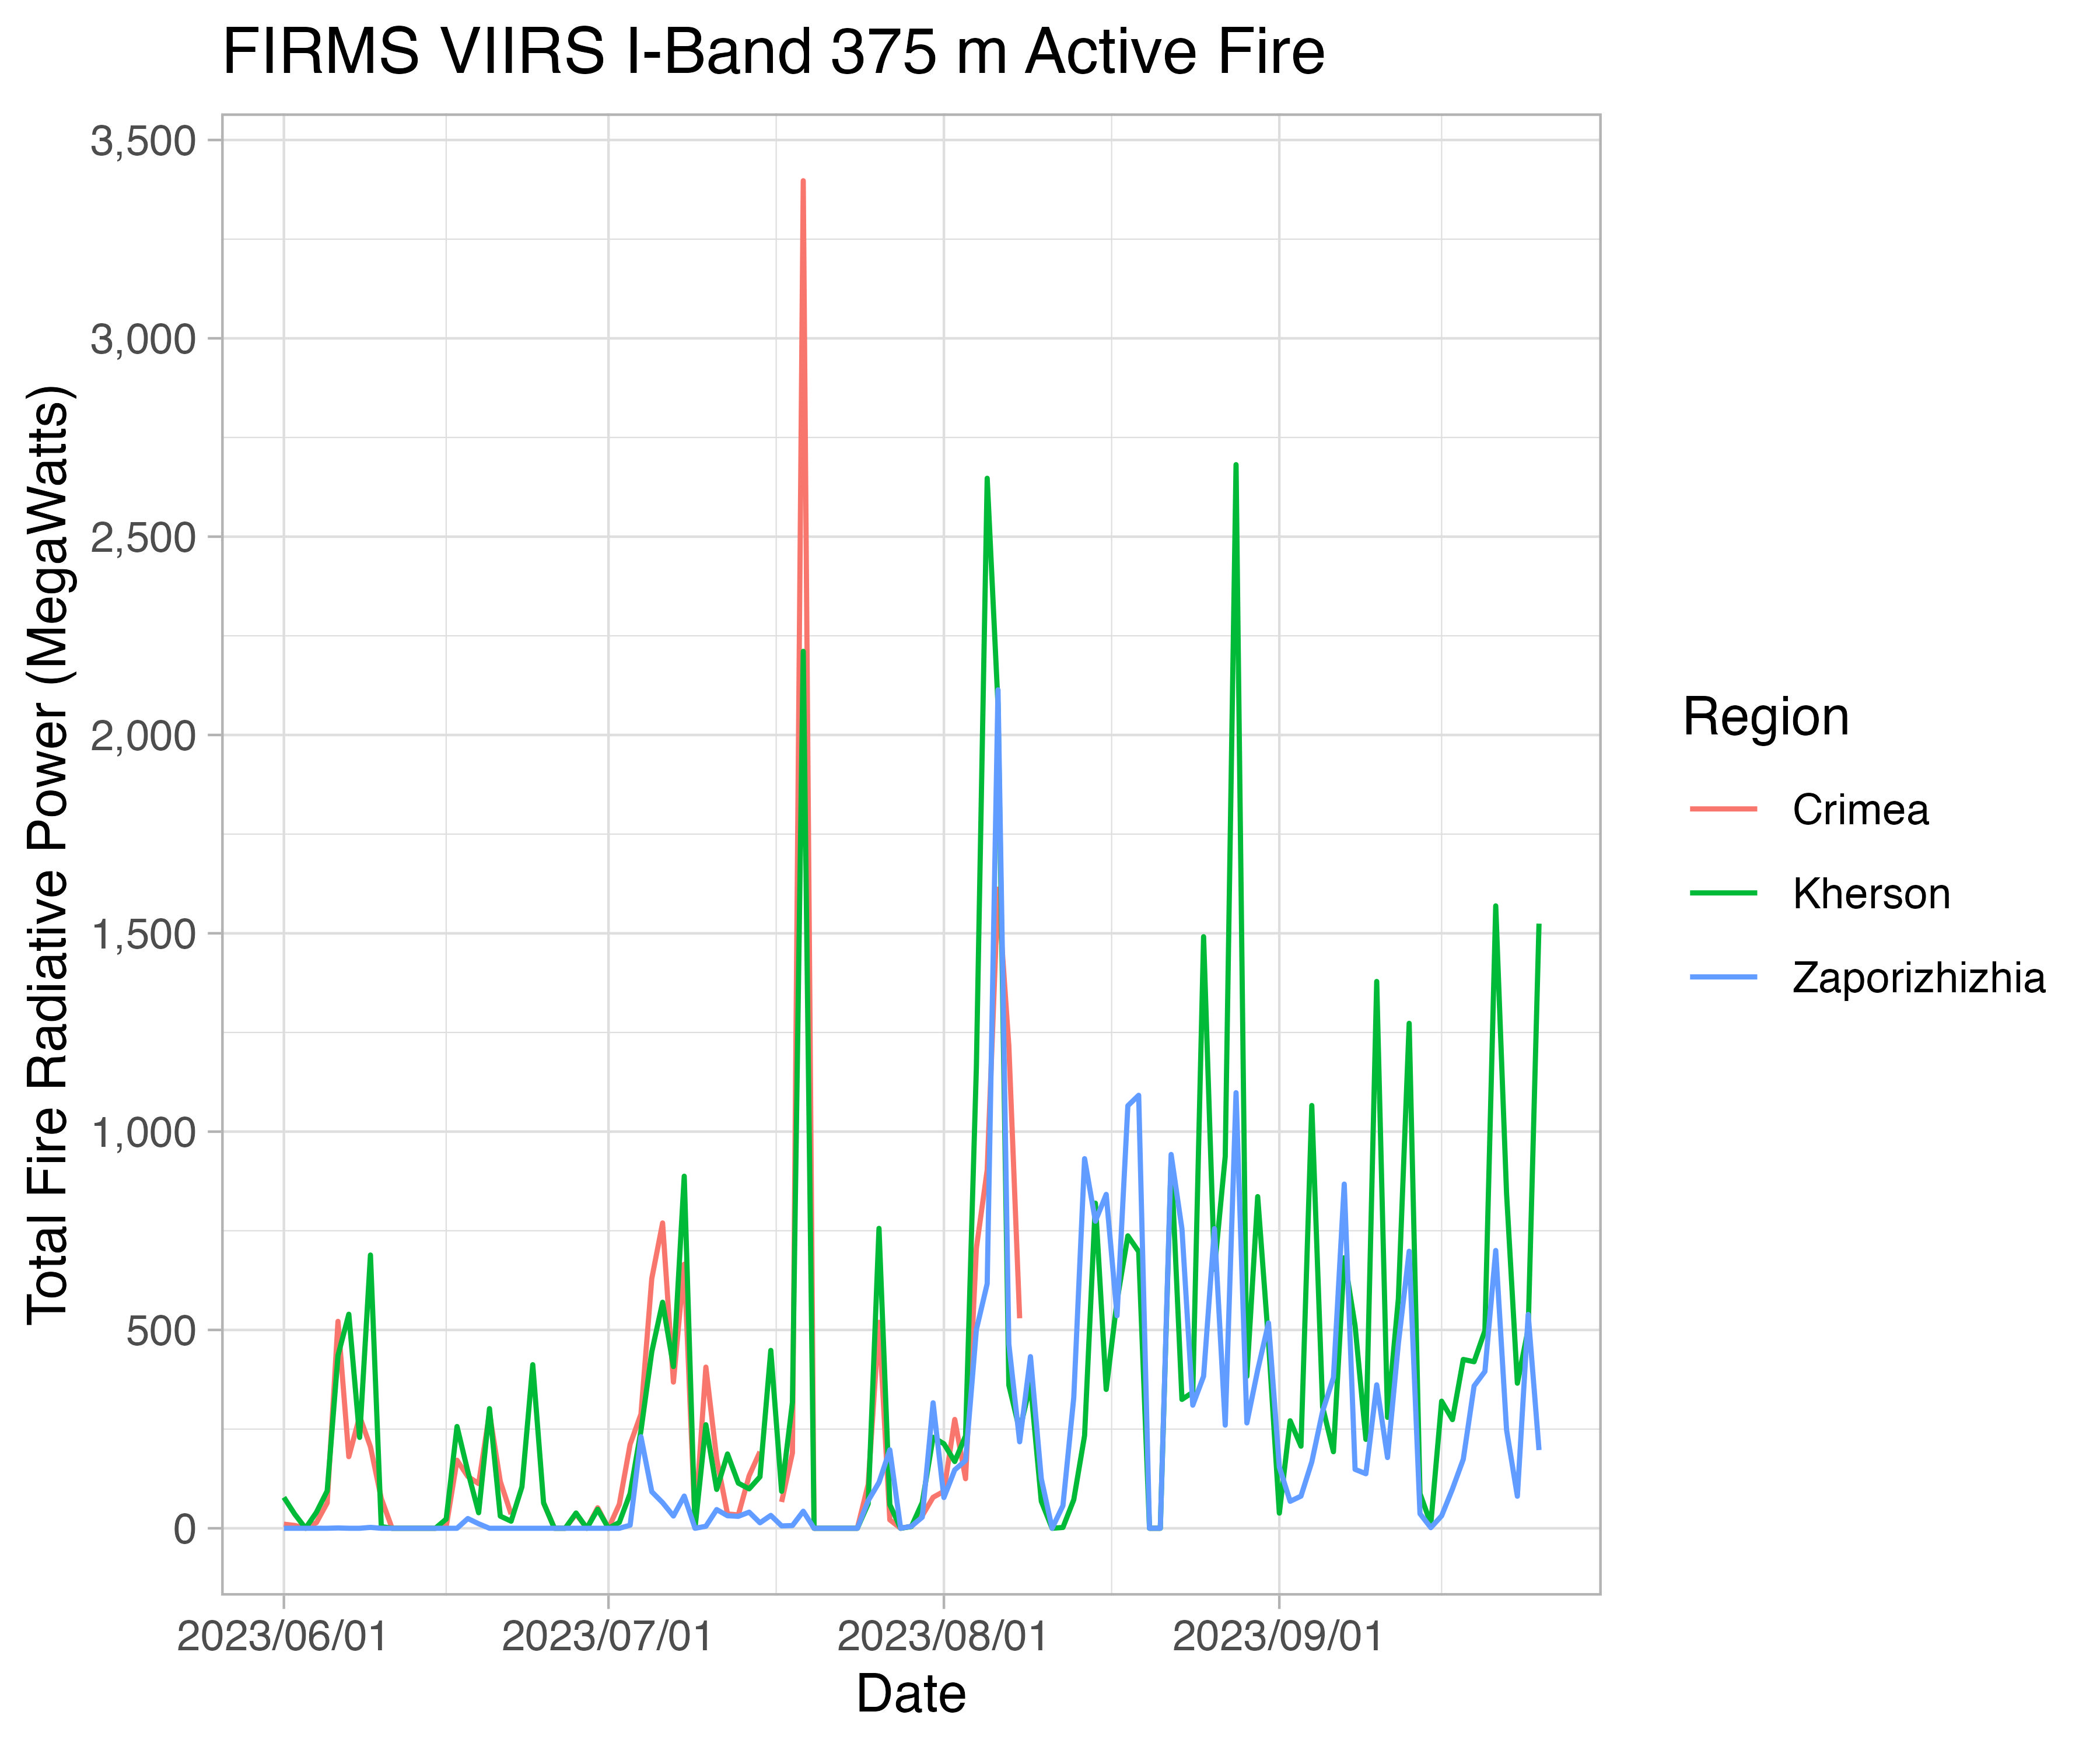 FIRMS VIIRS I-Band 375 m Active Fire
Total Fire Radiative Power (MegaWatts)
3,500
3,000
2,500
2,000
1,500
1,000
500
0
2023/06/01 2023/07/01 2023/08/01 2023/09/01
Date
Region
Crimea
Kherson
Zaporizhizhia